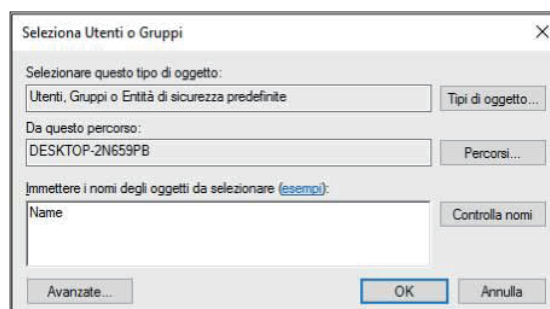 Seleziona Utenti o Gruppi
Selezionare questo tipo di oggetto:
Utenti, Gruppi o Entità di sicurezza predefinite
Tipi di oggetto...
Da questo percorso:
DESKTOP-2N659PB
Percorsi...
Immettere i nomi degli oggetti da selezionare (esempi):
Name
Controlla nomi
Avanzate...
OK
Annulla